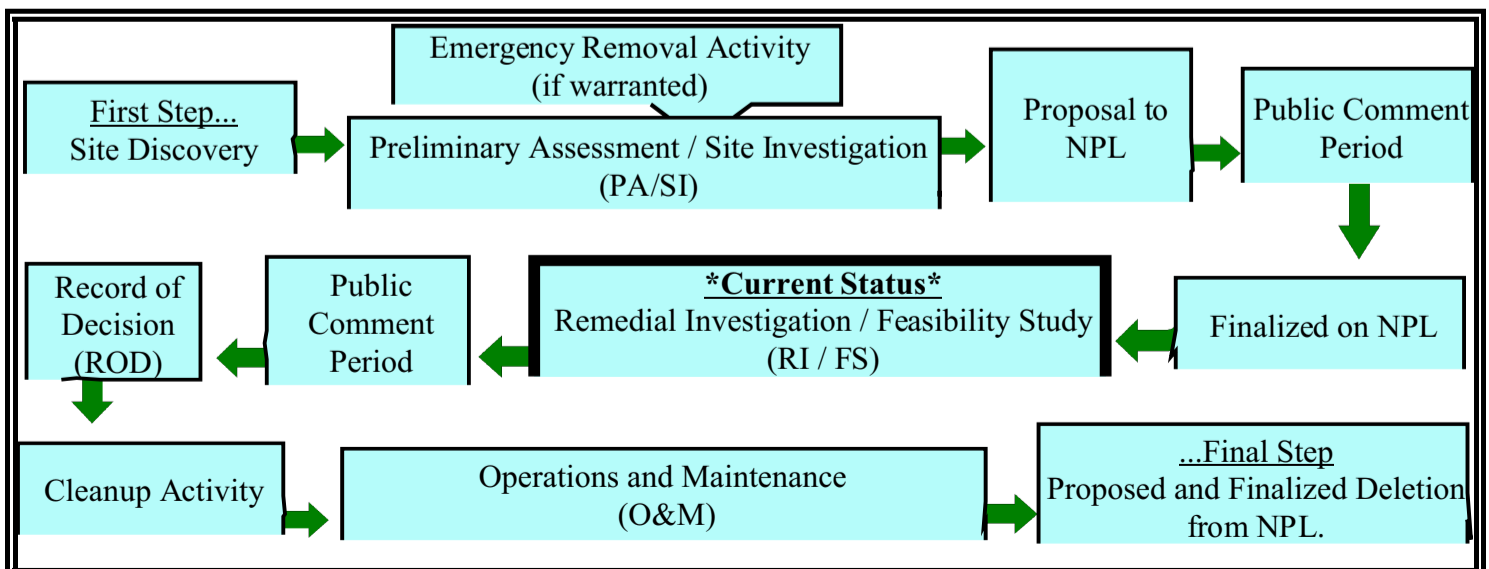 First Step...
Site Discovery
Emergency Removal Activity
(if warranted)
Preliminary Assessment / Site Investigation
(PA/SI)
Proposal to
NPL
Public Comment
Period
Finalized on NPL
*Current Status*
Remedial Investigation / Feasibility Study
(RI / FS)
Public
Comment
Period
Record of
Decision
(ROD)
Cleanup Activity
Operations and Maintenance
(O&M)
...Final Step
Proposed and Finalized Deletion
from NPL.